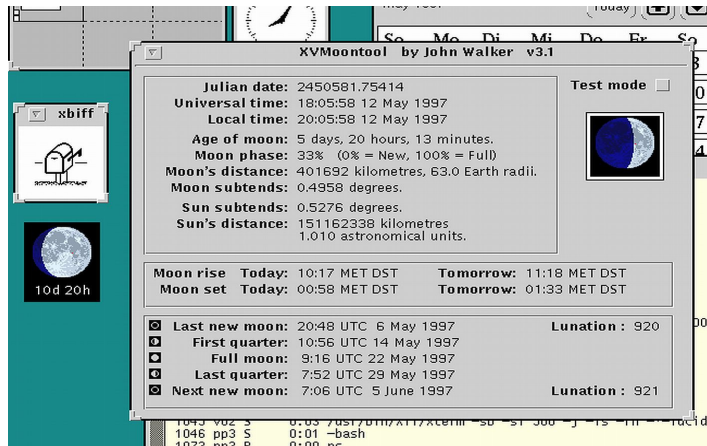 Today
So Mo Di Mi Do Fr Sa
XVMoontool by John Walker v3.1
Julian date: 2450581.75414
Test mode
Universal time: 18:05:58 12 May 1997
Local time: 20:05:58 12 May 1997
xbiff
Age of moon: 5 days, 20 hours, 13 minutes.
Moon phase: 33% (0% = New, 100% = Full)
Moon's distance: 401692 kilometres, 63.0 Earth radii.
Moon subtends: 0.4958 degrees.
Sun subtends: 0.5276 degrees.
Sun's distance: 151162338 kilometres
1.010 astronomical units.
10d 20h
Moon rise Today: 10:17 MET DST Tomorrow: 11:18 MET DST
Moon set Today: 00:58 MET DST Tomorrow: 01:33 MET DST
Last new moon: 20:48 UTC 6 May 1997 Lunation : 920
First quarter: 10:56 UTC 14 May 1997
Full moon: 9:16 UTC 22 May 1997
Last quarter: 7:52 UTC 29 May 1997
Next new moon: 7:06 UTC 5 June 1997 Lunation : 921
1046 pp3 S 0:01 -bash